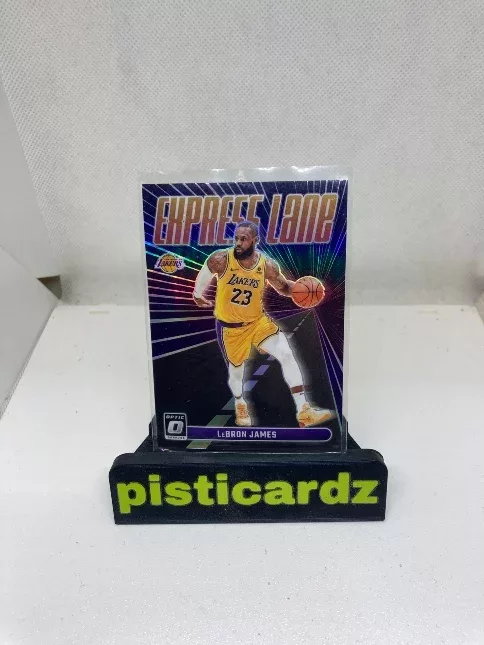 EXPRESS LANE
LAKERS
LAKERS
23
OPTIC
LEBRON JAMES
pisticardz